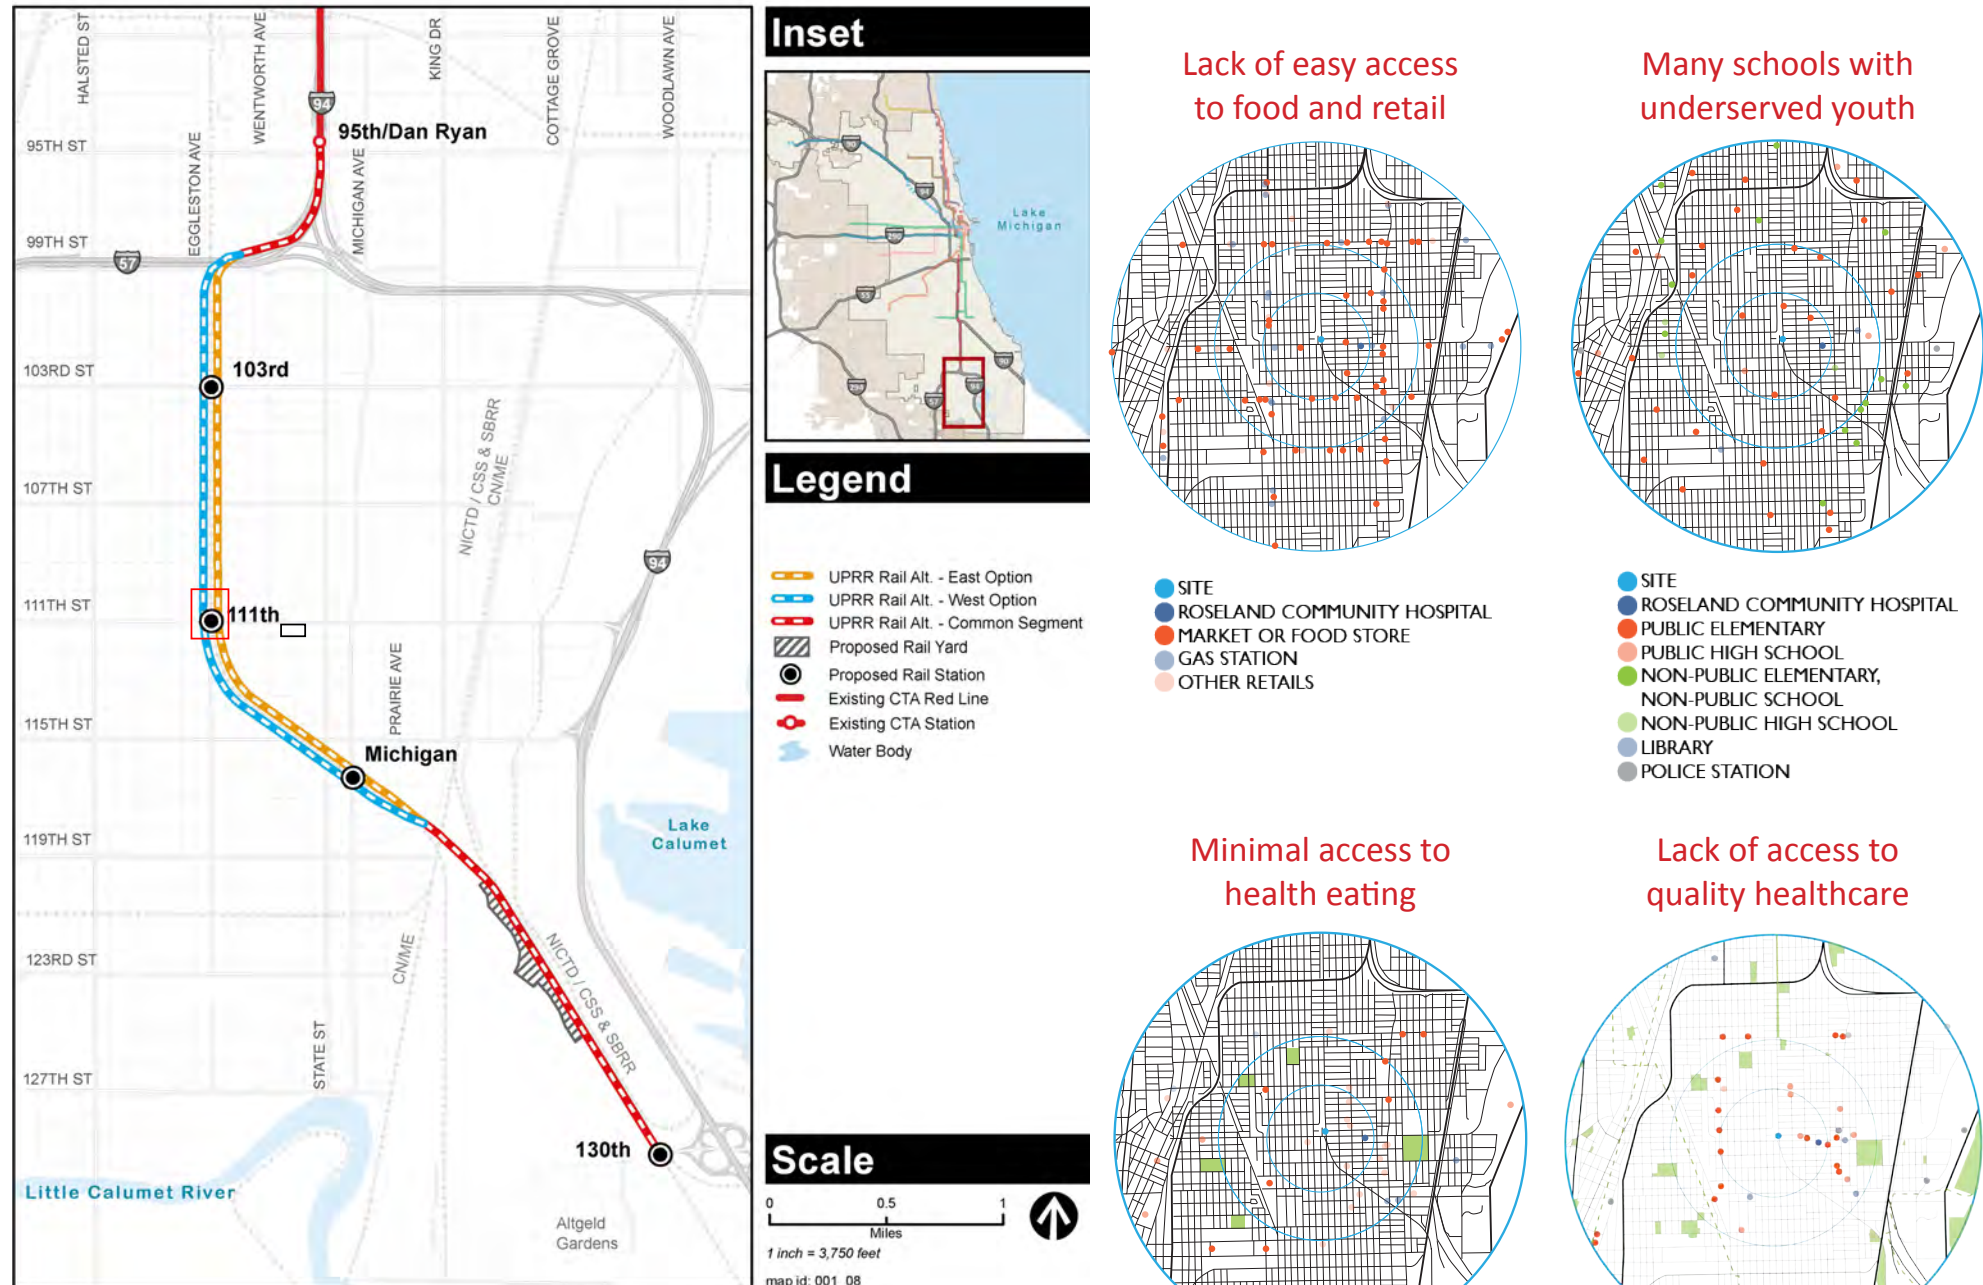 HALSTED ST
EGGLESTON AVE
WENTWORTH AVE
MICHIGAN AVE
KING DR
COTTAGE GROVE
WOODLAWN AVE
94
95th/Dan Ryan
95TH ST
99TH ST
57
103rd
103RD ST
NICTD / CSS & SBRR
CN/ME
107TH ST
94
111TH ST
111th
PRAIRIE AVE
115TH ST
Michigan
119TH ST
Lake
Calumet
CN/ME
123RD ST
NICTD / CSS & SBRR
STATE ST
127TH ST
130th
Little Calumet River
Altgeld
Gardens
Inset
Lake
Michigan
Legend
UPRR Rail Alt. - East Option
UPRR Rail Alt. - West Option
UPRR Rail Alt. - Common Segment
Proposed Rail Yard
Proposed Rail Station
Existing CTA Red Line
Existing CTA Station
Water Body
Scale
0 0.5 1
Miles
1 inch = 3,750 feet
map id: 001_08
Lack of easy access
to food and retail
SITE
ROSELAND COMMUNITY HOSPITAL
MARKET OR FOOD STORE
GAS STATION
OTHER RETAILS
Many schools with
underserved youth
SITE
ROSELAND COMMUNITY HOSPITAL
PUBLIC ELEMENTARY
PUBLIC HIGH SCHOOL
NON-PUBLIC ELEMENTARY,
NON-PUBLIC SCHOOL
NON-PUBLIC HIGH SCHOOL
LIBRARY
POLICE STATION
Minimal access to
health eating
Lack of access to
quality healthcare